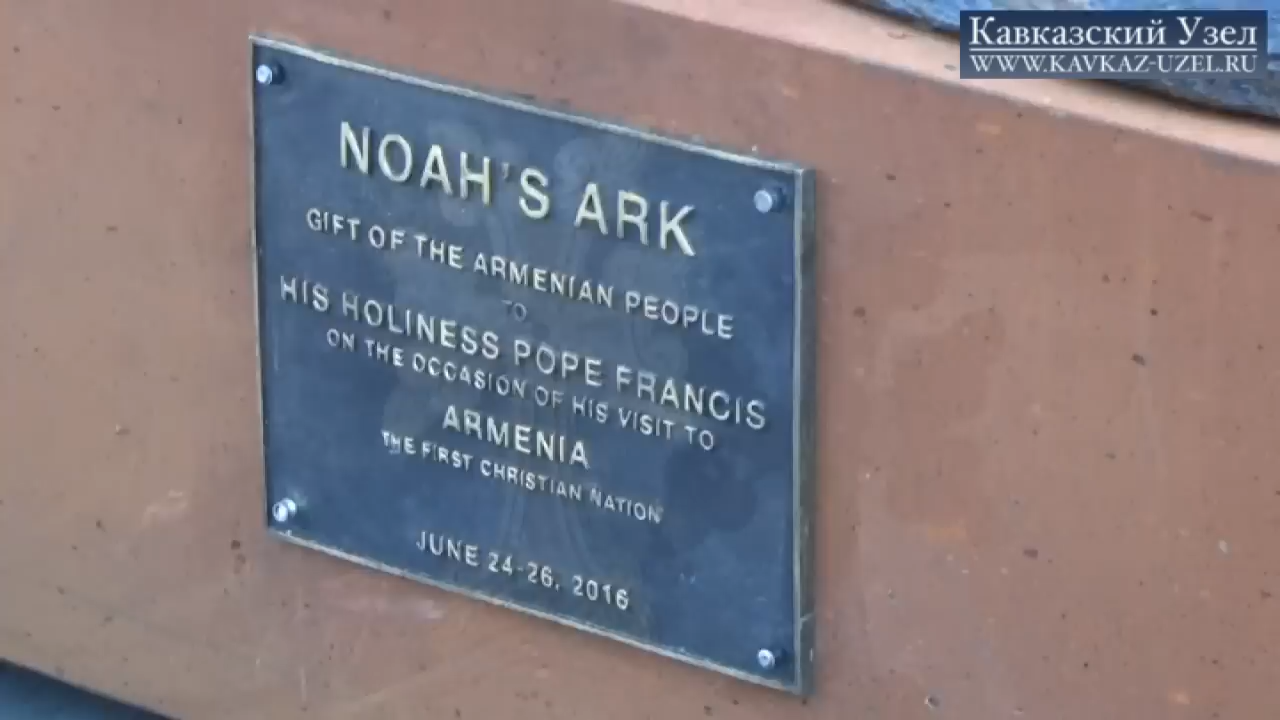 Кавказский Узел
WWW.KAVKAZ-UZEL.RU
NOAH'S ARK
GIFT OF THE ARMENIAN PEOPLE
TO
HIS HOLINESS POPE FRANCIS
ON THE OCCASION OF HIS VISIT TO
ARMENIA
THE FIRST CHRISTIAN NATION
JUNE 24-26, 2016